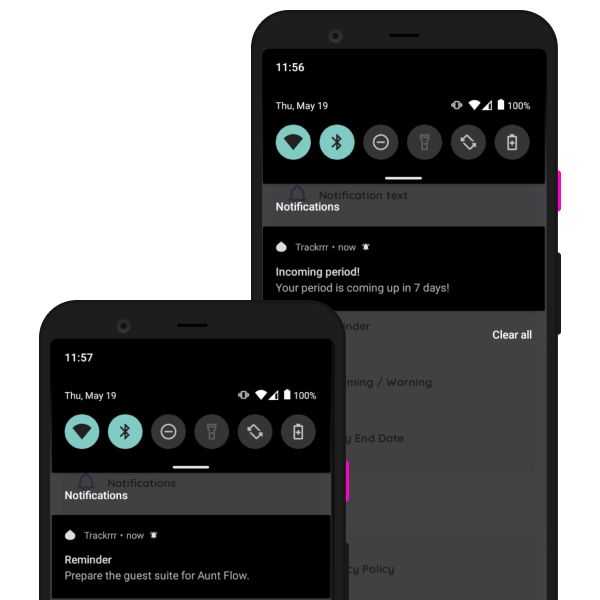 11:56
Thu, May 19
100%
Notification text
Notifications
Trackrrr • now
Incoming period!
Your period is coming up in 7 days!
Clear all
11:57
Thu, May 19
100%
Notifications
Notifications
Trackrrr • now
Reminder
Prepare the guest suite for Aunt Flow.
nder
ming / Warning
y End Date
cy Policy